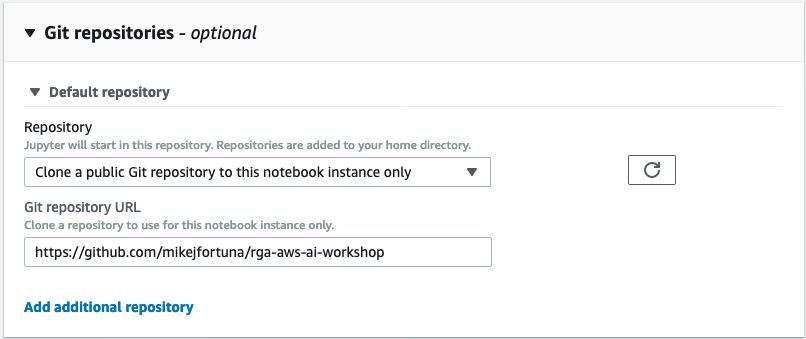 Git repositories - optional
Default repository
Repository
Jupyter will start in this repository. Repositories are added to your home directory.
Clone a public Git repository to this notebook instance only
Git repository URL
Clone a repository to use for this notebook instance only.
https://github.com/mikejfortuna/rga-aws-ai-workshop
Add additional repository